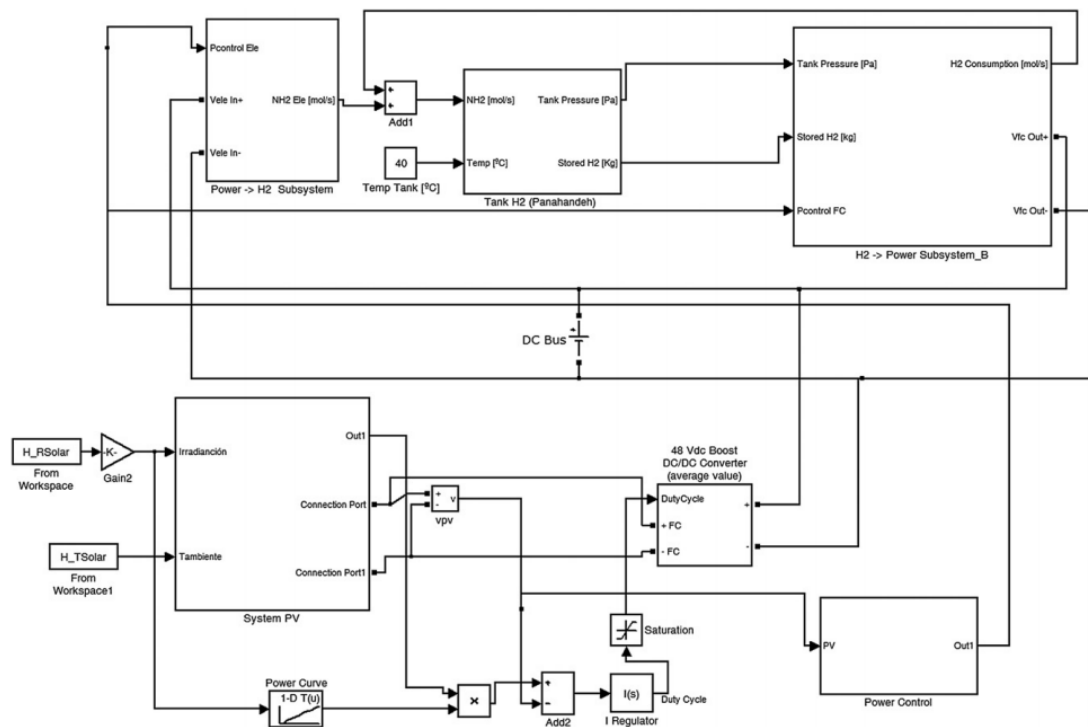 Pcontrol Ele
Vele In+
Vele In-
NH2 Ele [mol/s]
Power -> H2 Subsystem
+
+
Add1
40
Temp Tank [ºC]
NH2 [mol/s]
Temp [ºC]
Tank Pressure [Pa]
Stored H2 [Kg]
Tank H2 (Panahandeh)
Tank Pressure [Pa]
Stored H2 [kg]
Pcontrol FC
H2 Consumption [mol/s]
Vfc Out+
Vfc Out-
H2 -> Power Subsystem_B
DC Bus
+
H_RSolar
From
Workspace
-K-
Gain2
H_TSolar
From
Workspace1
Irradianción
Tambiente
Out1
Connection Port
Connection Port1
System PV
+
-
v
vpv
48 Vdc Boost
DC/DC Converter
(average value)
DutyCycle
+ FC
- FC
+
-
Saturation
Power Curve
1-D T(u)
×
+
−
Add2
I(s)
I Regulator
Duty Cycle
PV
Out1
Power Control